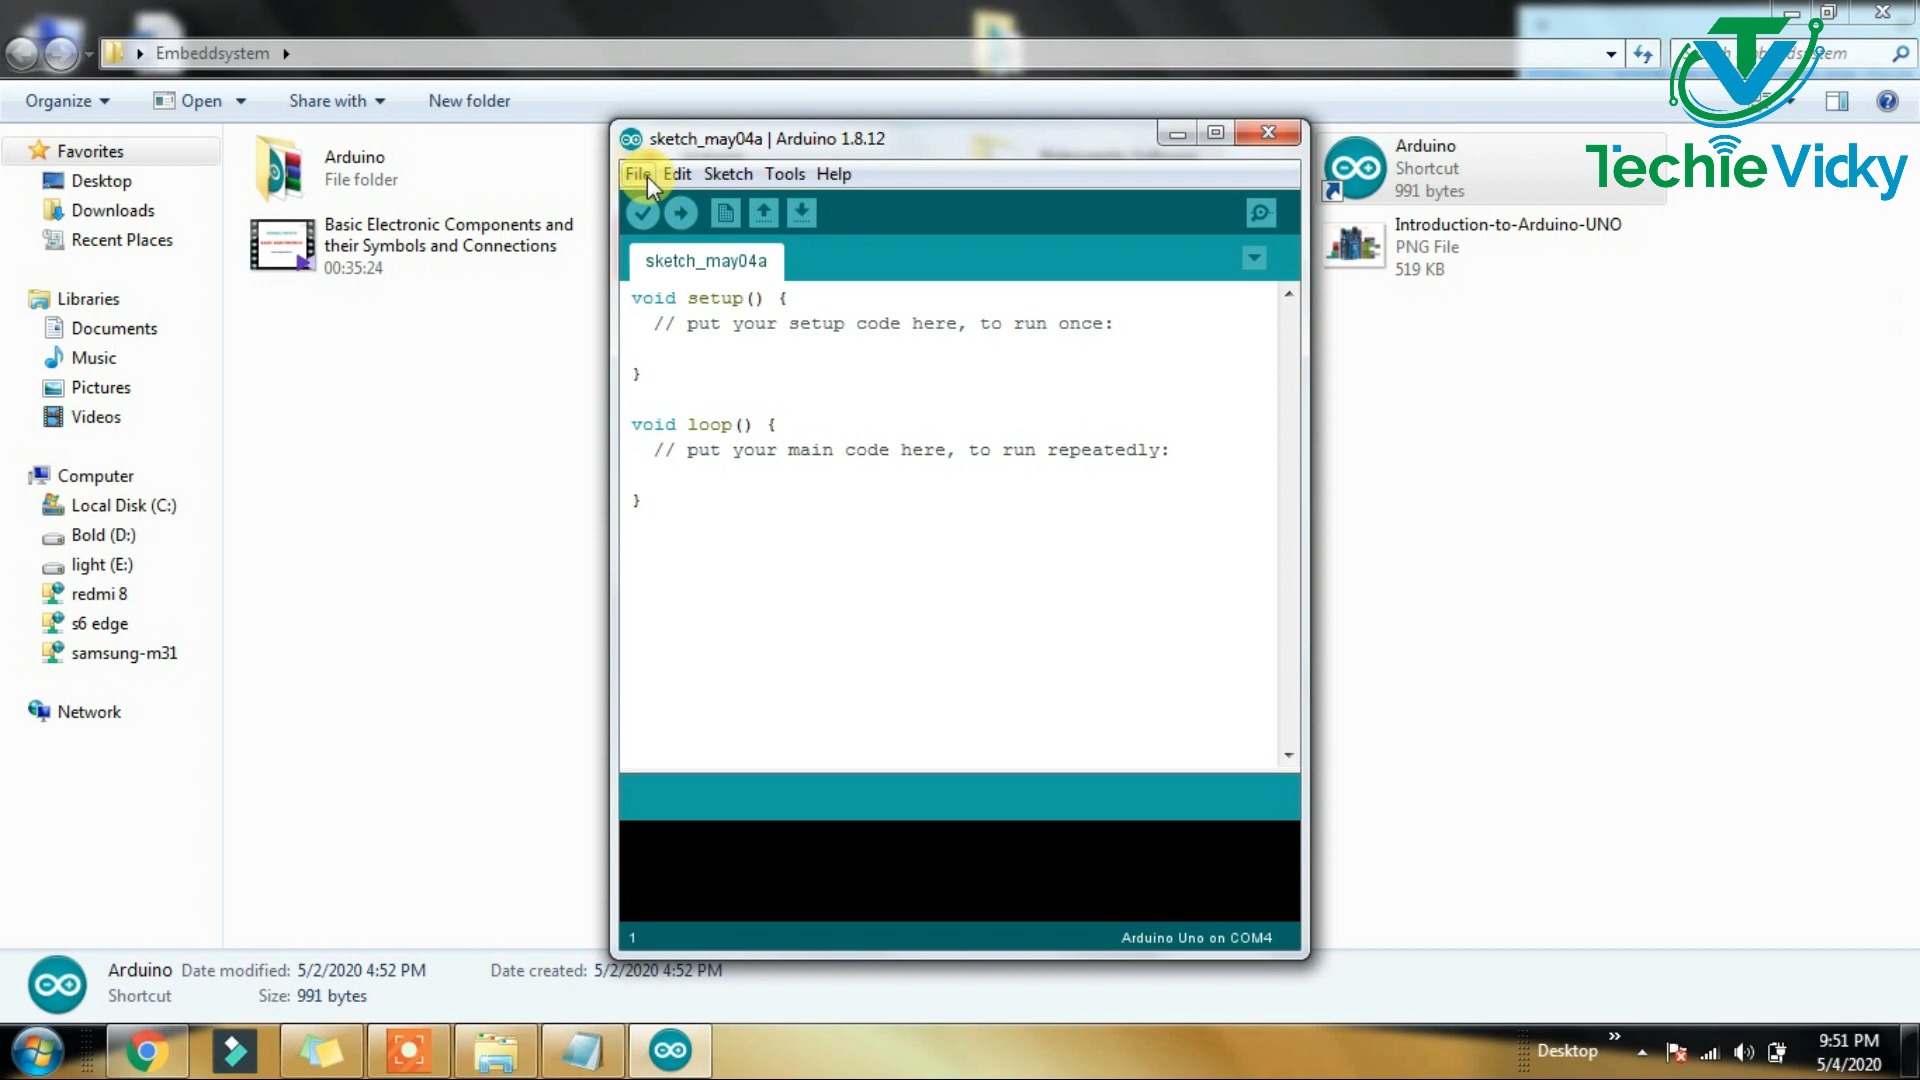 Embeddsystem
Organize
Open
Share with
New folder
TechieVicky
Favorites
Desktop
Downloads
Recent Places
Libraries
Documents
Music
Pictures
Videos
Computer
Local Disk (C:)
Bold (D:)
light (E:)
redmi 8
s6 edge
samsung-m31
Network
Arduino
File folder
Basic Electronic Components and
their Symbols and Connections
00:35:24
sketch_may04a | Arduino 1.8.12
File Edit Sketch Tools Help
sketch_may04a
void setup() {
// put your setup code here, to run once:
}
void loop() {
// put your main code here, to run repeatedly:
}
1
Arduino Uno on COM4
Arduino
Shortcut
991 bytes
Introduction-to-Arduino-UNO
PNG File
519 KB
Arduino Date modified: 5/2/2020 4:52 PM Date created: 5/2/2020 4:52 PM
Shortcut Size: 991 bytes
Desktop
9:51 PM
5/4/2020